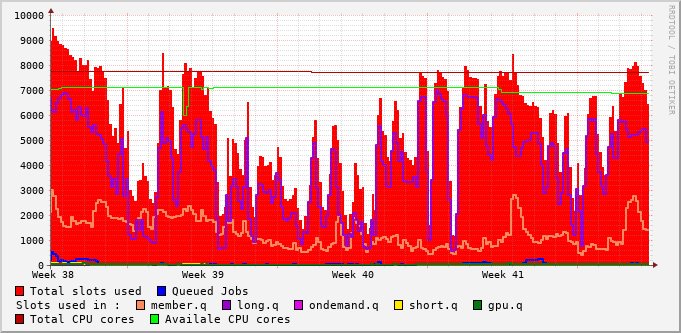 10000
9000
8000
7000
6000
5000
4000
3000
2000
1000
0
Week 38 Week 39 Week 40 Week 41
Total slots used Queued Jobs
Slots used in : member.q long.q ondemand.q short.q gpu.q
Total CPU cores Availale CPU cores
RRDTOOL / TOBI OETIKER